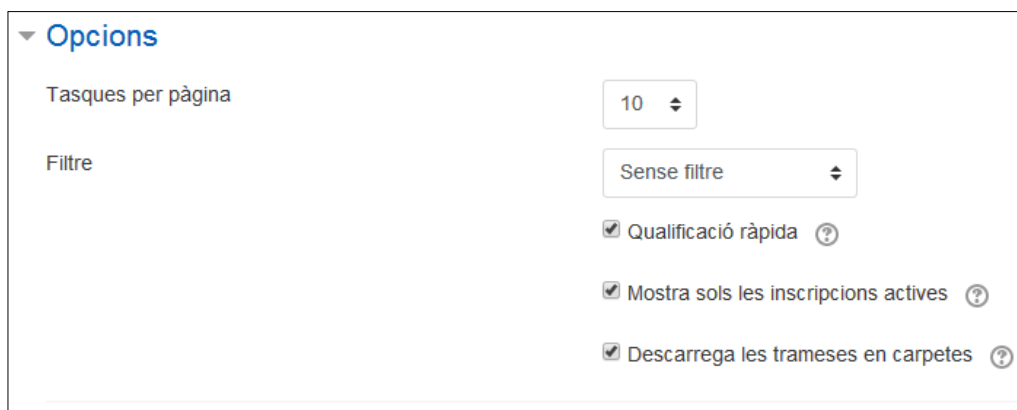 Opcions
Tasques per pàgina
10
Filtre
Sense filtre
Qualificació ràpida ?
Mostra sols les inscripcions actives ?
Descarrega les trameses en carpetes ?